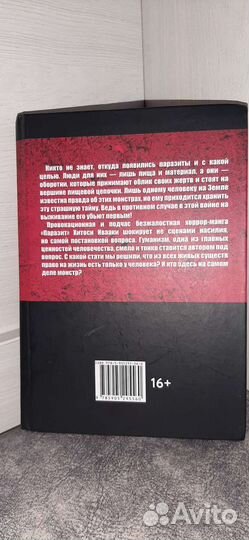 Никто не знает, откуда появились паразиты и с какой
целью. Люди для них — лишь пища и материал, а они —
оборотни, которые принимают облик своих жертв и стоят на
вершине пищевой цепочки. Лишь одному человеку на Земле
известна правда об этих монстрах, но ему приходится хранить
эту страшную тайну. Ведь в противном случае в этой войне на
выживание его убьют первым!
Провокационная и подчас безжалостная хоррор-манга
«Паразит» Хитоси Ивааки шокирует не сценами насилия,
но самой постановкой вопроса. Гуманизм, одна из главных
ценностей человечества, смело и тонко ставится автором под
вопрос. С какой стати мы решили, что из всех живых существ
право на жизнь есть только у человека? И кто здесь на самом
деле монстр?
16+
Avito